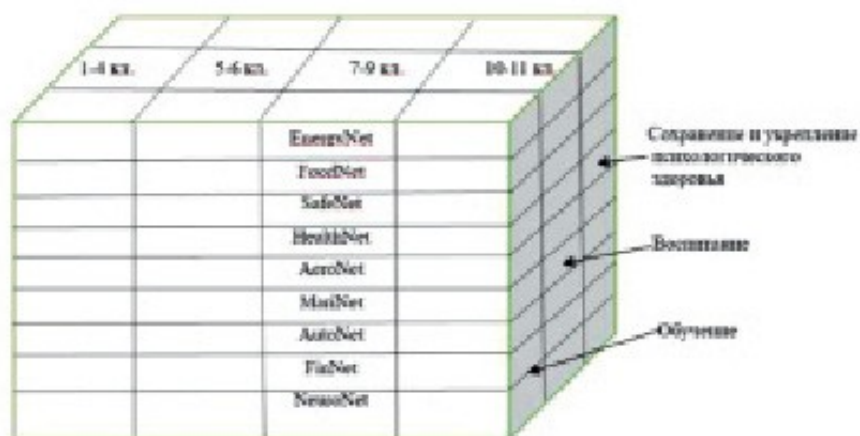 1-4 кл.
5-6 кл.
7-9 кл.
10-11 кл.
EnergyNet
FoodNet
SafeNet
HealthNet
AeroNet
MariNet
AutoNet
FinNet
NeuroNet
Сохранение и укрепление
психологического
здоровья
Воспитание
Обучение